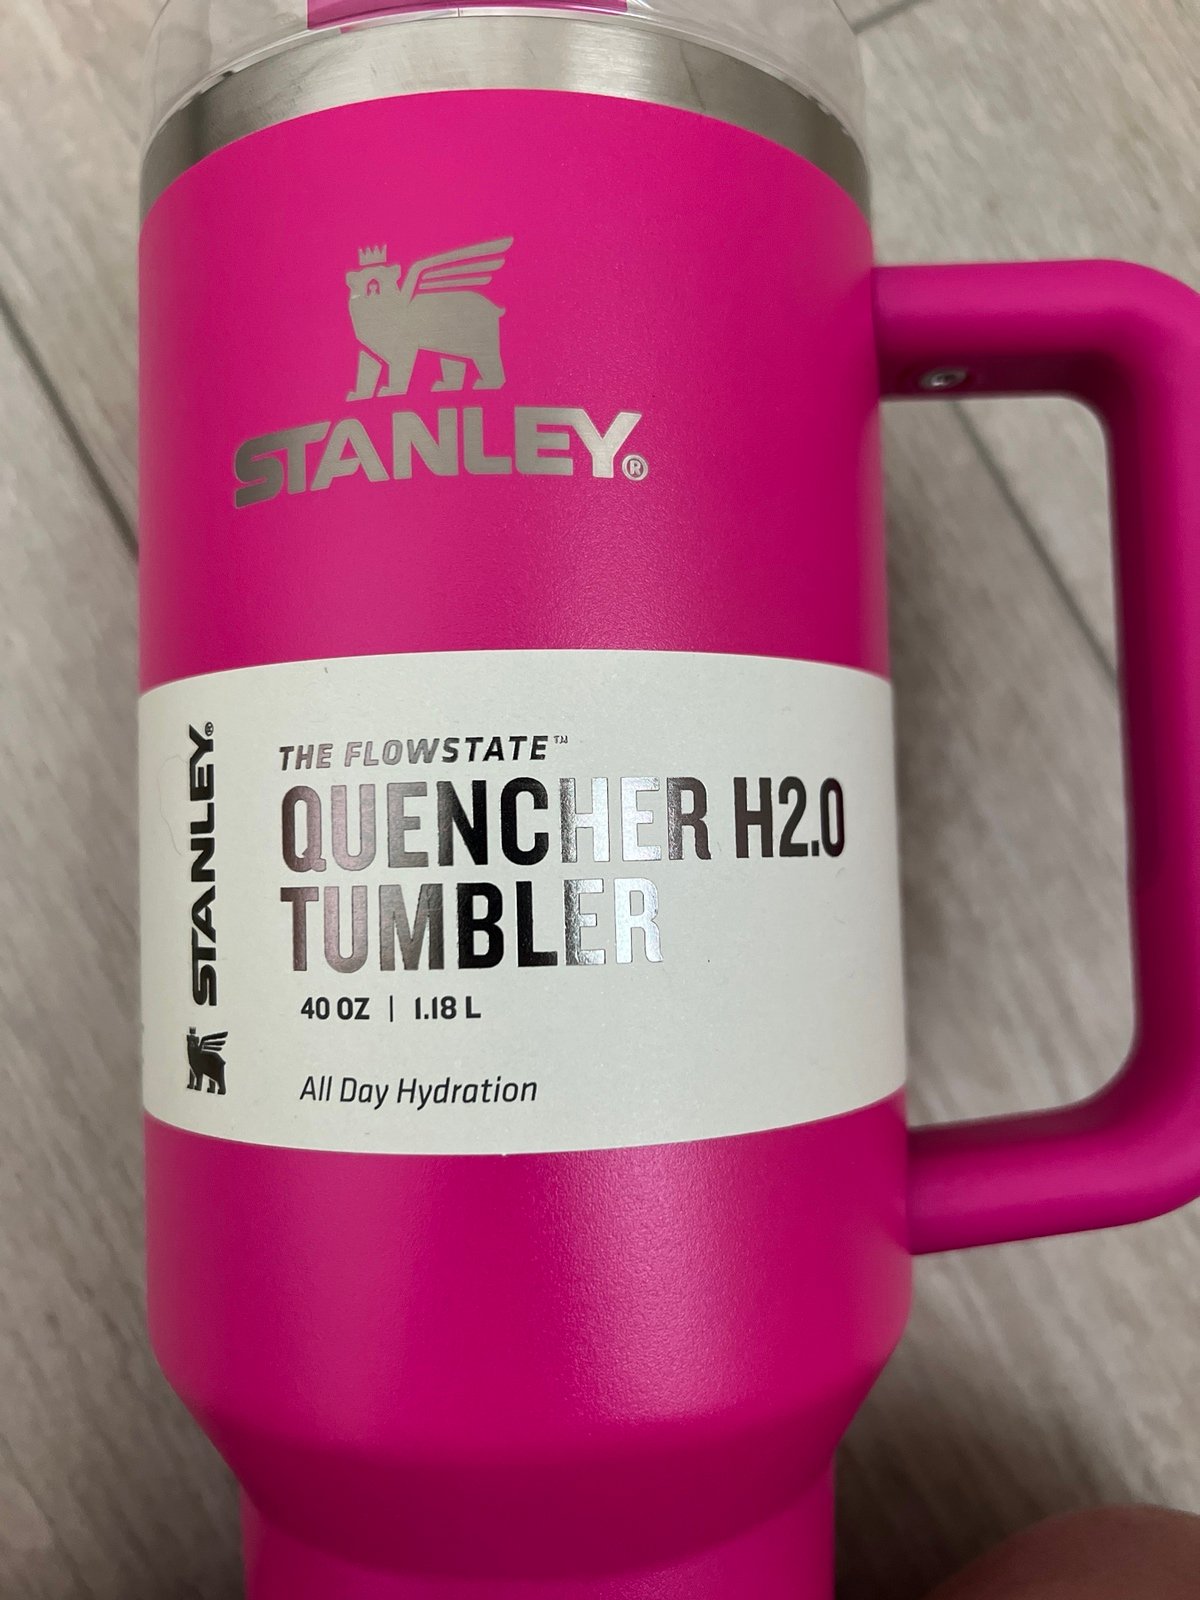 STANLEY®
STANLEY®
THE FLOWSTATE™
QUENCHER H2.0
TUMBLER
40 OZ | 1.18 L
All Day Hydration